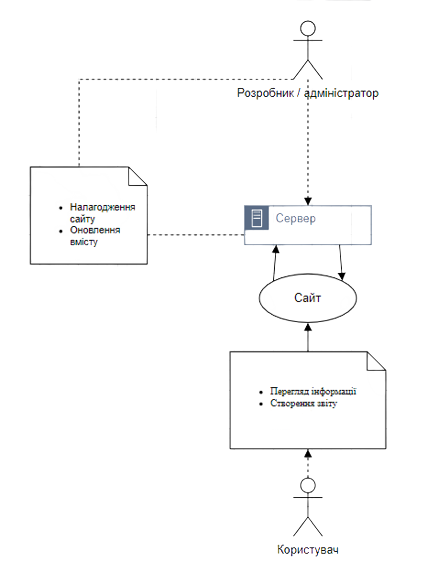 Розробник / адміністратор
Налагодження
сайту
Оновлення
вмісту
Сервер
Сайт
Перегляд інформації
Створення звіту
Користувач